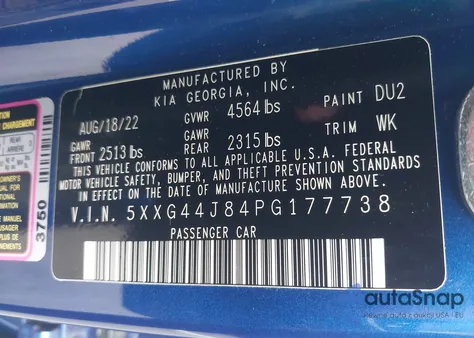 MANUFACTURED BY
KIA GEORGIA, INC.
AUG/18/22 GVWR 4564 lbs PAINT DU2
GAWR FRONT 2513 lbs GAWR REAR 2315 lbs TRIM WK
THIS VEHICLE CONFORMS TO ALL APPLICABLE U.S.A. FEDERAL
MOTOR VEHICLE SAFETY, BUMPER, AND THEFT PREVENTION STANDARDS
IN EFFECT ON THE DATE OF MANUFACTURE SHOWN ABOVE.
V.I.N. 5XXG44J84PG177738
PASSENGER CAR
CHARGEMENT
3750
autoSnap